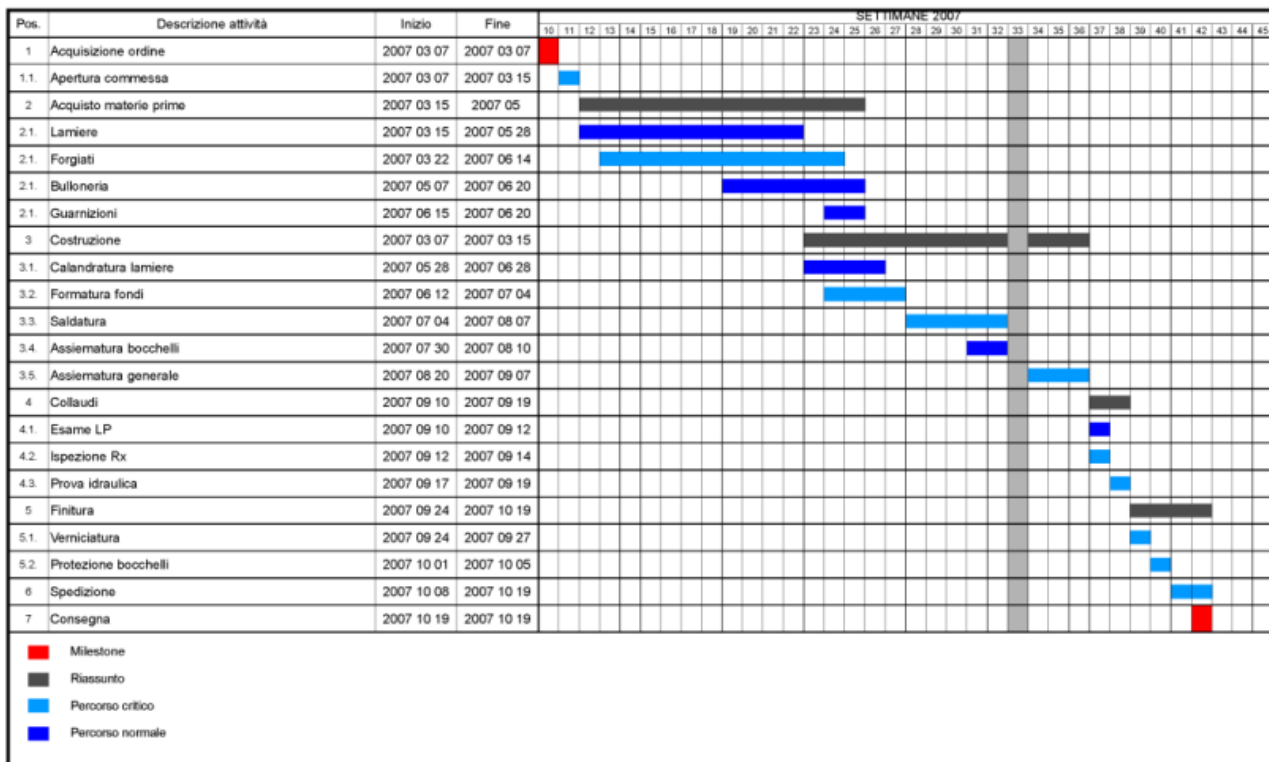 Pos. Descrizione attività Inizio Fine SETTIMANE 2007
10 11 12 13 14 15 16 17 18 19 20 21 22 23 24 25 26 27 28 29 30 31 32 33 34 35 36 37 38 39 40 41 42 43 44 45
1 Acquisizione ordine 2007 03 07 2007 03 07
1.1. Apertura commessa 2007 03 07 2007 03 15
2 Acquisto materie prime 2007 03 15 2007 05
2.1. Lamiere 2007 03 15 2007 05 28
2.1. Forgiati 2007 03 22 2007 06 14
2.1. Bulloneria 2007 05 07 2007 06 20
2.1. Guarnizioni 2007 06 15 2007 06 20
3 Costruzione 2007 03 07 2007 03 15
3.1. Calandratura lamiere 2007 05 28 2007 06 28
3.2. Formatura fondi 2007 06 12 2007 07 04
3.3. Saldatura 2007 07 04 2007 08 07
3.4. Assiematura bocchelli 2007 07 30 2007 08 10
3.5. Assiematura generale 2007 08 20 2007 09 07
4 Collaudi 2007 09 10 2007 09 19
4.1. Esame LP 2007 09 10 2007 09 12
4.2. Ispezione Rx 2007 09 12 2007 09 14
4.3. Prova idraulica 2007 09 17 2007 09 19
5 Finitura 2007 09 24 2007 10 19
5.1. Verniciatura 2007 09 24 2007 09 27
5.2. Protezione bocchelli 2007 10 01 2007 10 05
6 Spedizione 2007 10 08 2007 10 19
7 Consegna 2007 10 19 2007 10 19
Milestone
Riassunto
Percorso critico
Percorso normale